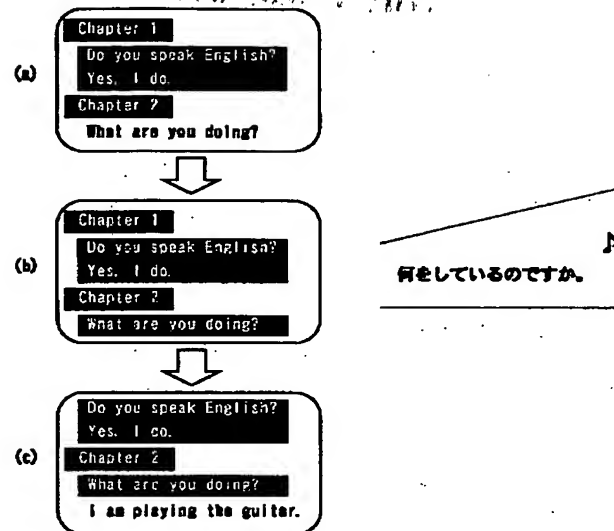 (a)
Chapter 1
Do you speak English?
Yes. I do.
Chapter 2
What are you doing?
(b)
Chapter 1
Do you speak English?
Yes. I do.
Chapter 2
What are you doing?
何をしているのですか。
(c)
Do you speak English?
Yes. I do.
Chapter 2
What are you doing?
I am playing the guitar.